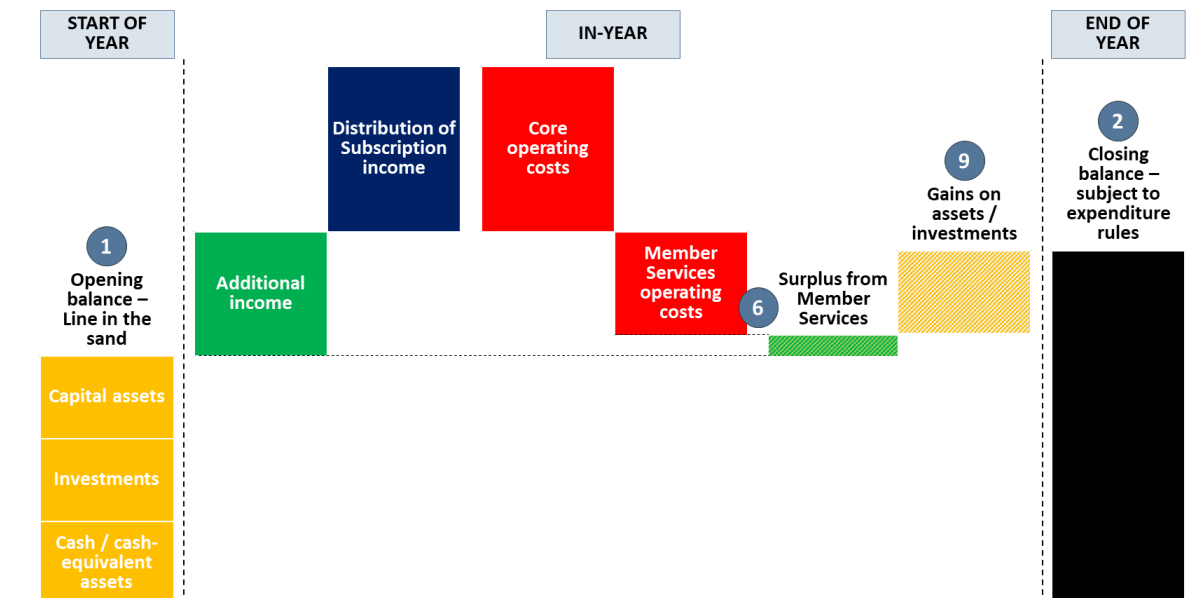 START OF
YEAR
IN-YEAR
END OF
YEAR
1
Opening
balance –
Line in the
sand
Capital assets
Investments
Cash / cash-
equivalent
assets
Additional
income
Distribution of
Subscription
income
Core
operating
costs
Member
Services
operating
costs
6
Surplus from
Member
Services
9
Gains on
assets /
investments
2
Closing
balance –
subject to
expenditure
rules